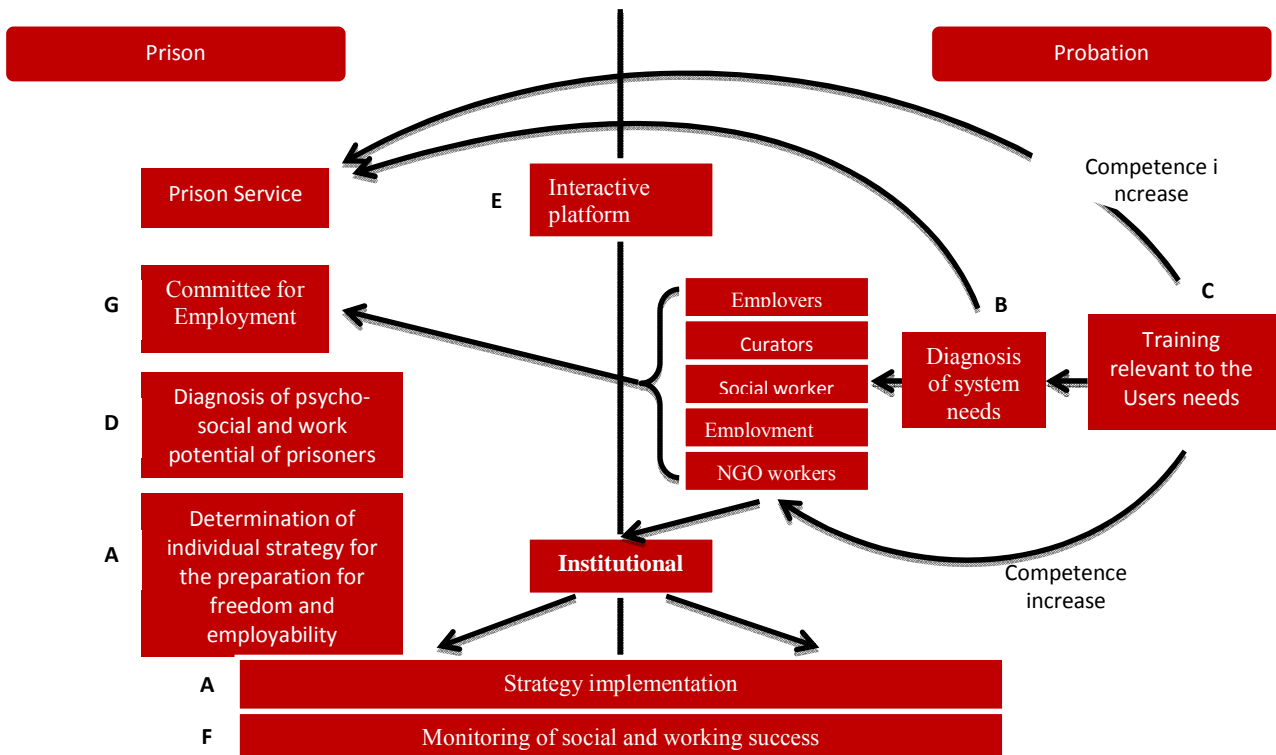 Prison
Probation
Competence i
ncrease
Prison Service
E
Interactive
platform
G
Committee for
Employment
Employers
Curators
Social worker
Employment
NGO workers
B
Diagnosis
of system
needs
C
Training
relevant to the
Users needs
D
Diagnosis of psycho-
social and work
potential of prisoners
A
Determination of
individual strategy for
the preparation for
freedom and
employability
Institutional
Competence
increase
A
Strategy implementation
F
Monitoring of social and working success